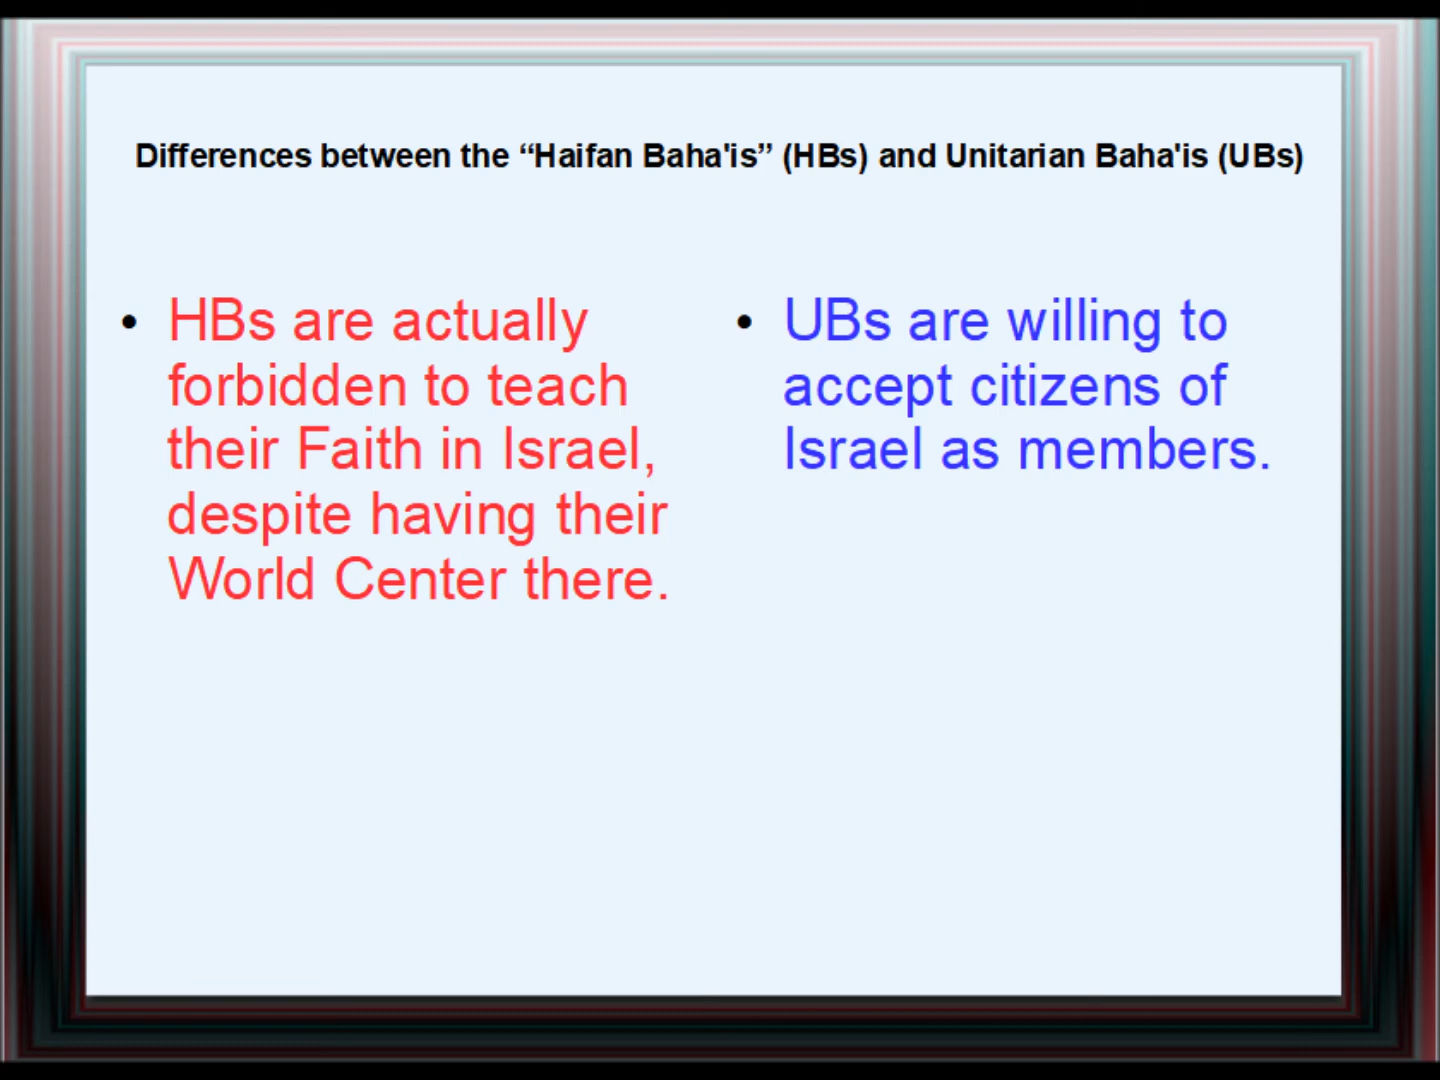 Differences between the “Haifan Baha'is” (HBs) and Unitarian Baha'is (UBs)
• HBs are actually
forbidden to teach
their Faith in Israel,
despite having their
World Center there.
• UBs are willing to
accept citizens of
Israel as members.